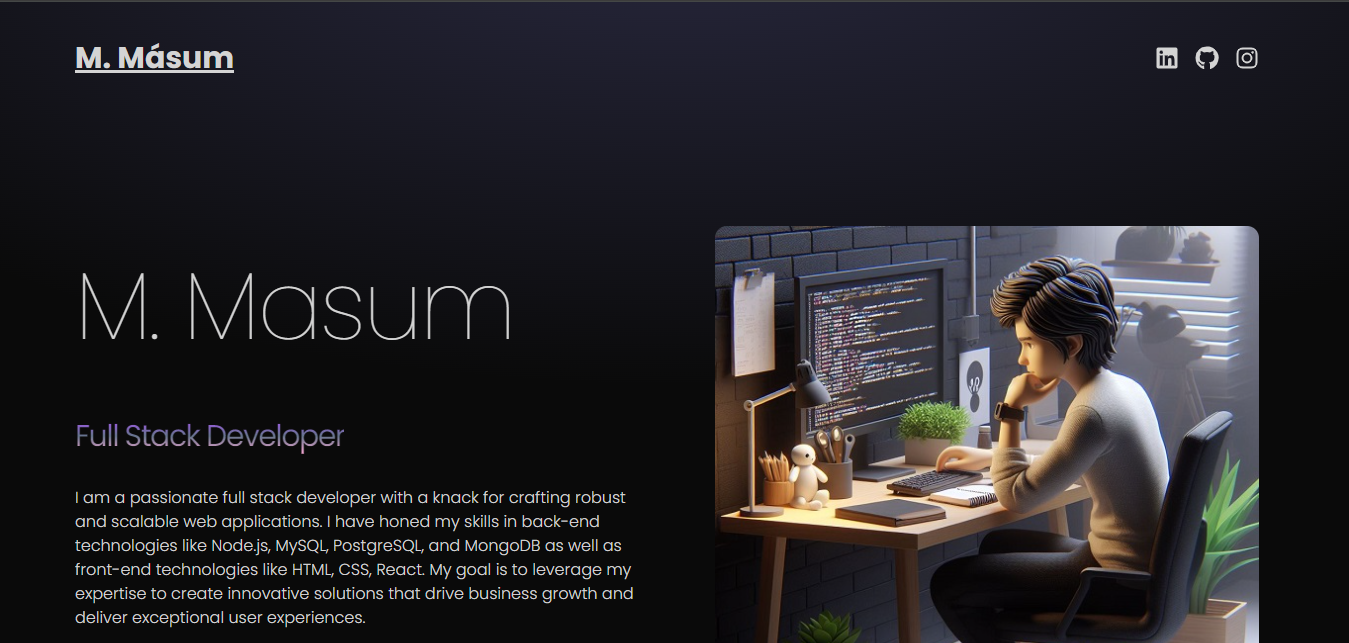 M. Másum
M. Masum
Full Stack Developer
I am a passionate full stack developer with a knack for crafting robust
and scalable web applications. I have honed my skills in back-end
technologies like Node.js, MySQL, PostgreSQL, and MongoDB as well as
front-end technologies like HTML, CSS, React. My goal is to leverage my
expertise to create innovative solutions that drive business growth and
deliver exceptional user experiences.